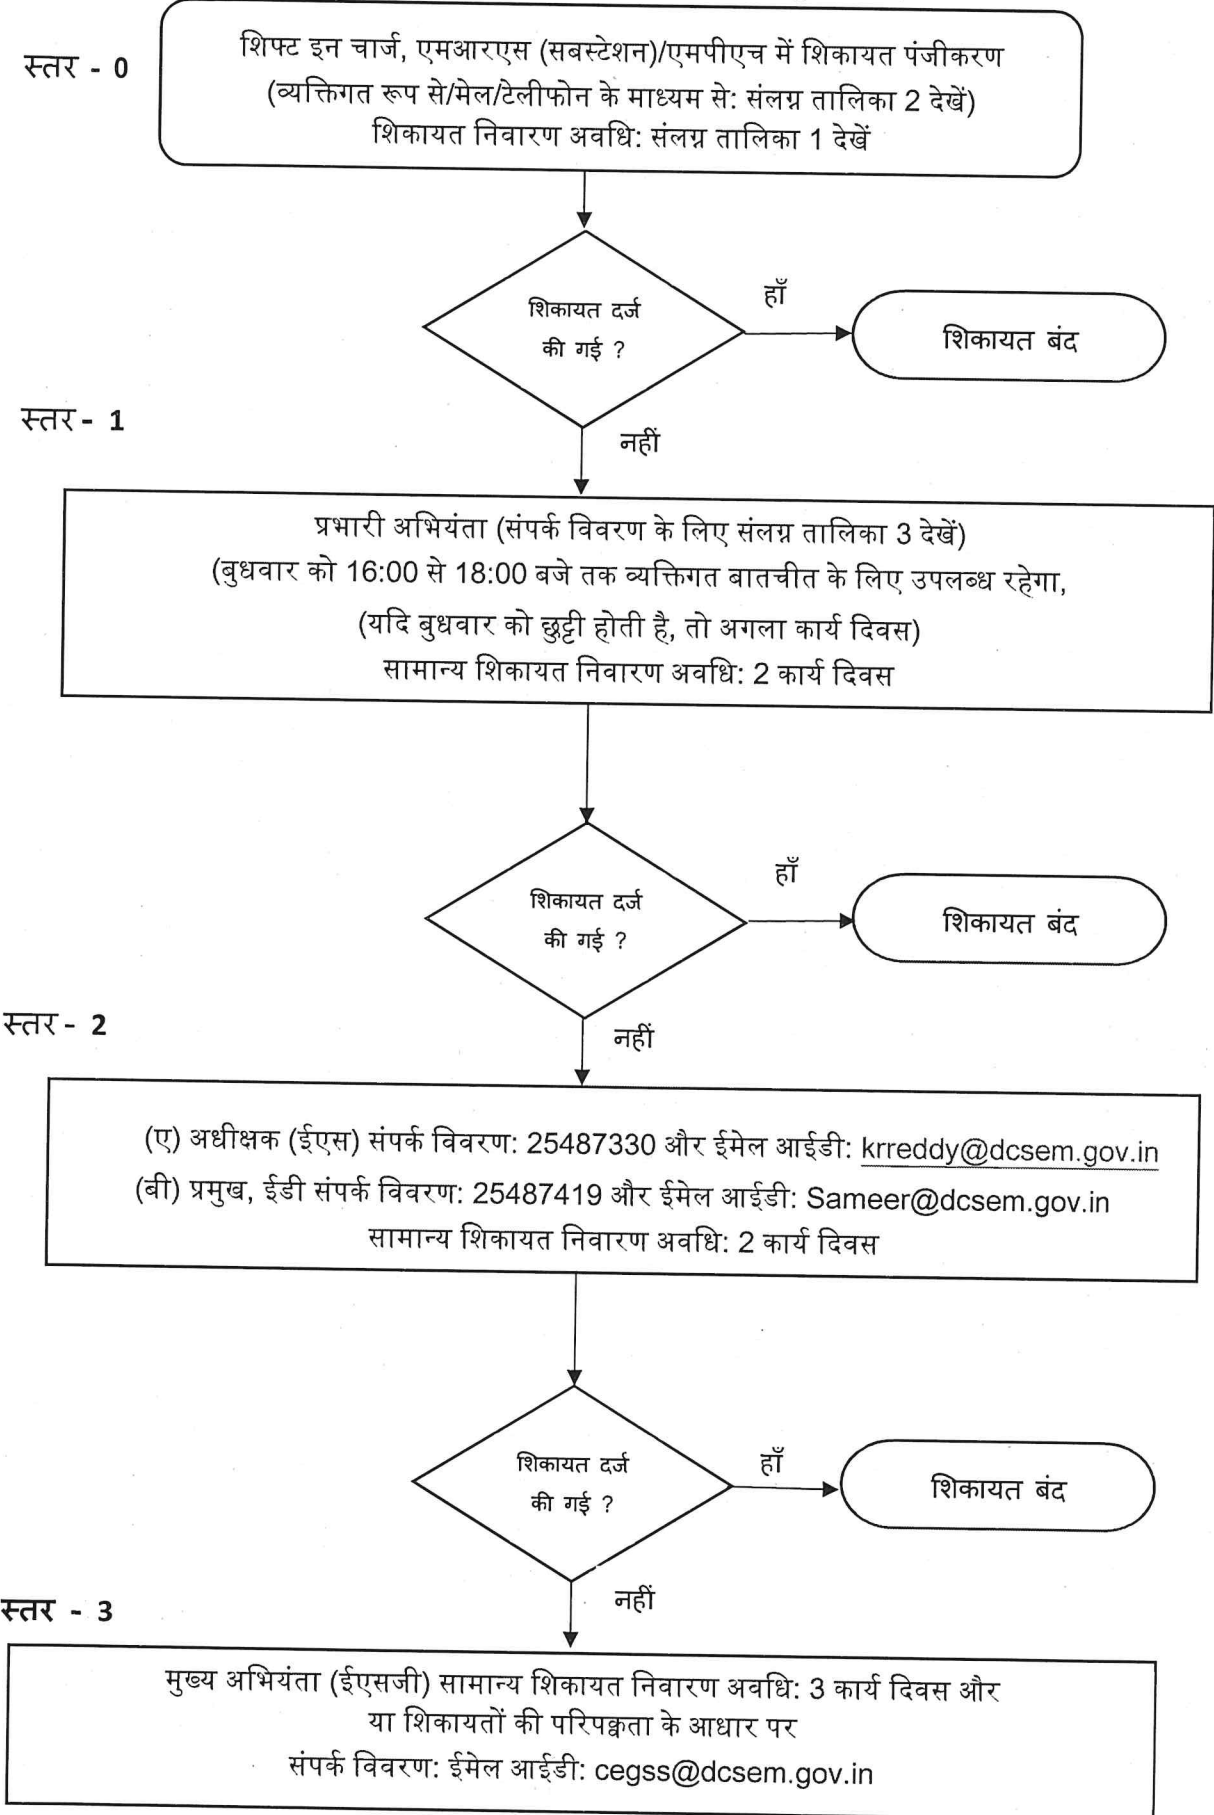 स्तर - 0
शिफ्ट इन चार्ज, एमआरएस (सबस्टेशन)/एमपीएच में शिकायत पंजीकरण
(व्यक्तिगत रूप से/मेल/टेलीफोन के माध्यम से: संलग्न तालिका 2 देखें)
शिकायत निवारण अवधि: संलग्न तालिका 1 देखें
शिकायत दर्ज
की गई ?
हाँ
शिकायत बंद
नहीं
स्तर - 1
प्रभारी अभियंता (संपर्क विवरण के लिए संलग्न तालिका 3 देखें)
(बुधवार को 16:00 से 18:00 बजे तक व्यक्तिगत बातचीत के लिए उपलब्ध रहेगा,
(यदि बुधवार को छुट्टी होती है, तो अगला कार्य दिवस)
सामान्य शिकायत निवारण अवधि: 2 कार्य दिवस
शिकायत दर्ज
की गई ?
हाँ
शिकायत बंद
नहीं
स्तर - 2
(ए) अधीक्षक (ईएस) संपर्क विवरण: 25487330 और ईमेल आईडी: krreddy@dcsem.gov.in
(बी) प्रमुख, ईडी संपर्क विवरण: 25487419 और ईमेल आईडी: Sameer@dcsem.gov.in
सामान्य शिकायत निवारण अवधि: 2 कार्य दिवस
शिकायत दर्ज
की गई ?
हाँ
शिकायत बंद
नहीं
स्तर - 3
मुख्य अभियंता (ईएसजी) सामान्य शिकायत निवारण अवधि: 3 कार्य दिवस और
या शिकायतों की परिपक्वता के आधार पर
संपर्क विवरण: ईमेल आईडी: cegss@dcsem.gov.in